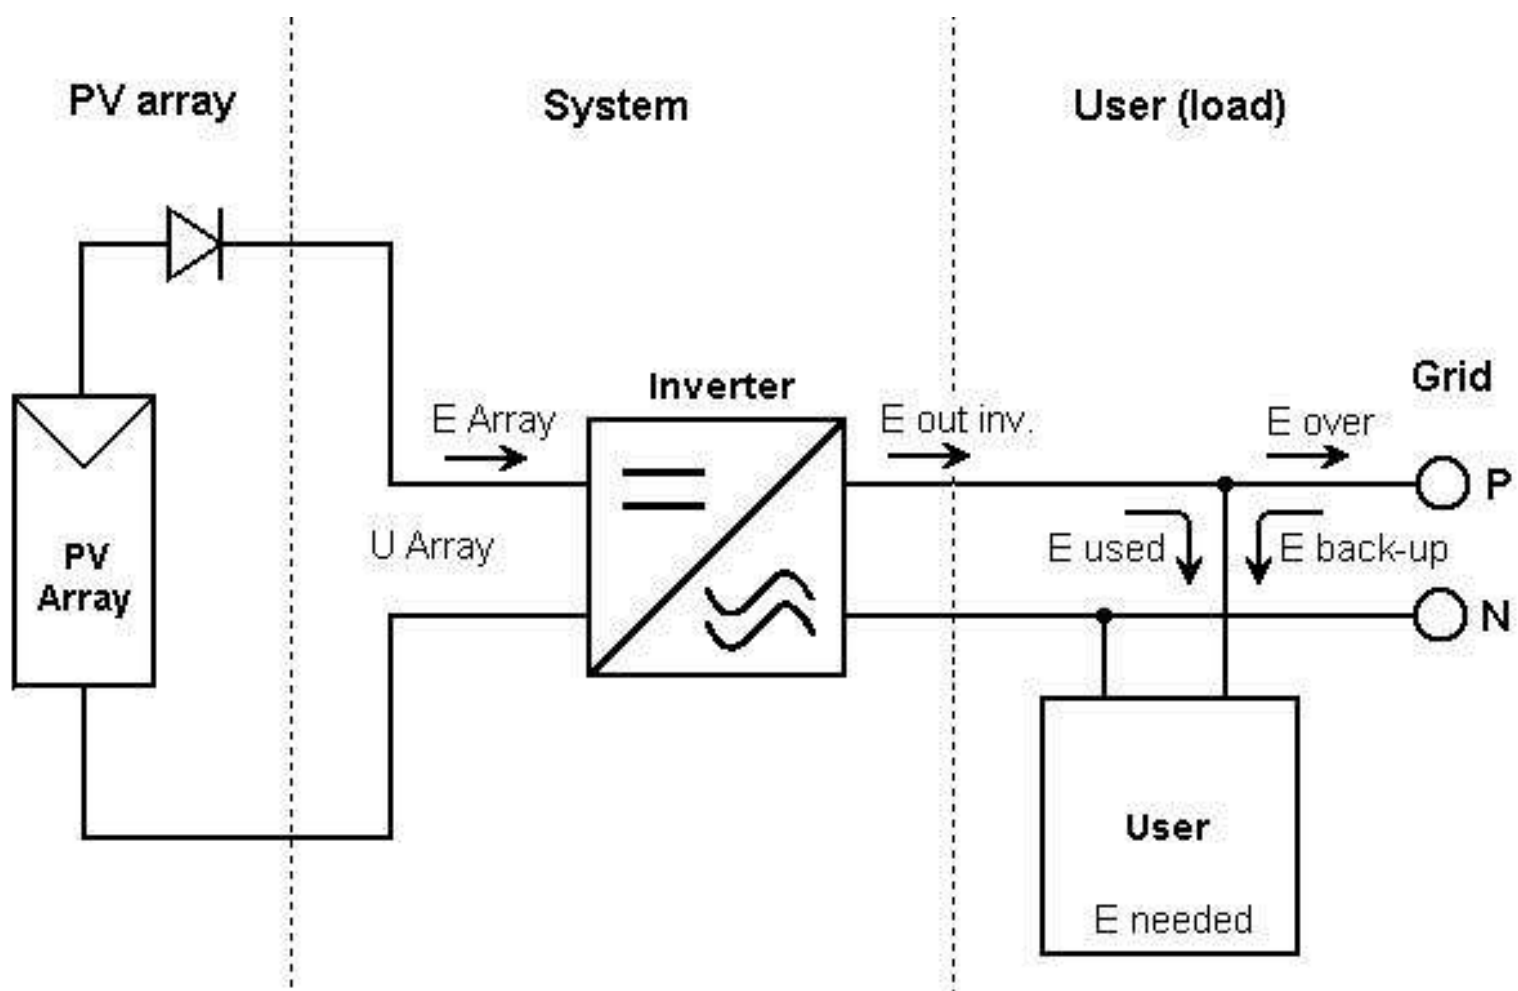 PV array
System
User (load)
Inverter
Grid
E Array
E out inv.
E over
P
PV
Array
U Array
E used
E back-up
N
User
E needed